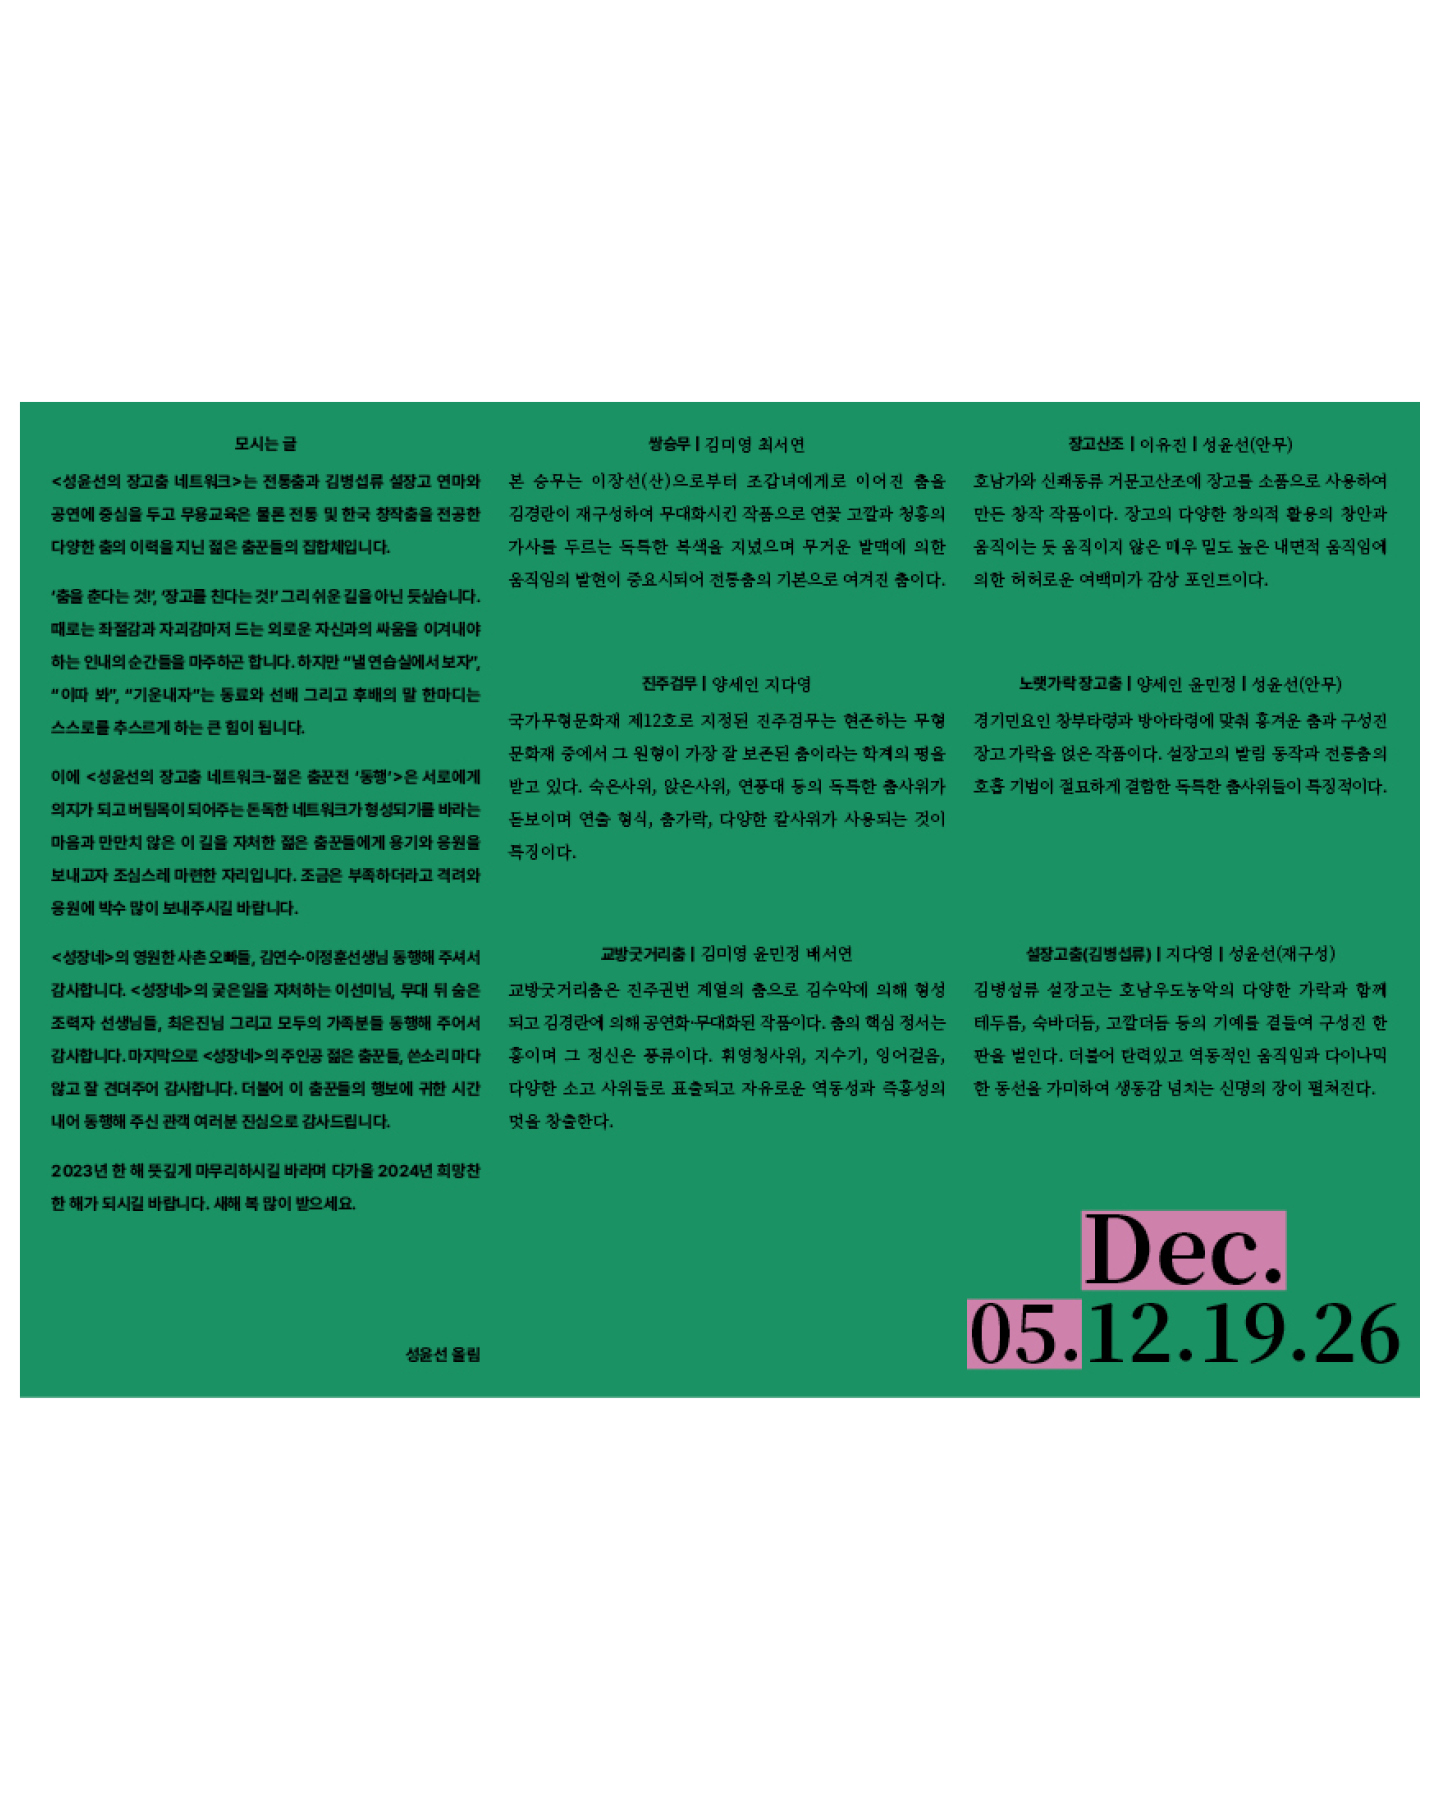 모시는 글
<성윤선의 장고춤 네트워크>는 전통춤과 김병섭류 설장고 연마와
공연에 중심을 두고 무용교육은 물론 전통 및 한국 창작춤을 전공한
다양한 춤의 이력을 지닌 젊은 춤꾼들의 집합체입니다.
‘춤을 춘다는 것!’, ‘장고를 친다는 것!’ 그리 쉬운 길을 아닌 듯싶습니다.
때로는 좌절감과 자괴감마저 드는 외로운 자신과의 싸움을 이겨내야
하는 인내의 순간들을 마주하곤 합니다. 하지만 “낼 연습실에서 보자”,
“이따 봐”, “기운내자”는 동료와 선배 그리고 후배의 말 한마디는
스스로를 추스르게 하는 큰 힘이 됩니다.
이에 <성윤선의 장고춤 네트워크-젊은 춤꾼전 ‘동행’>은 서로에게
의지가 되고 버팀목이 되어주는 돈독한 네트워크가 형성되기를 바라는
마음과 만만치 않은 이 길을 자처한 젊은 춤꾼들에게 용기와 응원을
보내고자 조심스레 마련한 자리입니다. 조금은 부족하더라고 격려와
응원에 박수 많이 보내주시길 바랍니다.
<성장네>의 영원한 사촌 오빠들, 김연수·이정훈선생님 동행해 주셔서
감사합니다. <성장네>의 궂은일을 자처하는 이선미님, 무대 뒤 숨은
조력자 선생님들, 최은진님 그리고 모두의 가족분들 동행해 주어서
감사합니다. 마지막으로 <성장네>의 주인공 젊은 춤꾼들, 쓴소리 마다
않고 잘 견뎌주어 감사합니다. 더불어 이 춤꾼들의 행보에 귀한 시간
내어 동행해 주신 관객 여러분 진심으로 감사드립니다.
2023년 한 해 뜻깊게 마무리하시길 바라며 다가올 2024년 희망찬
한 해가 되시길 바랍니다. 새해 복 많이 받으세요.
성윤선 올림
쌍승무 | 김미영 최서연
본 승무는 이장선(산)으로부터 조갑녀에게로 이어진 춤을
김경란이 재구성하여 무대화시킨 작품으로 연꽃 고깔과 청홍의
가사를 두르는 독특한 복색을 지녔으며 무거운 발맥에 의한
움직임의 발현이 중요시되어 전통춤의 기본으로 여겨진 춤이다.
진주검무 | 양세인 지다영
국가무형문화재 제12호로 지정된 진주검무는 현존하는 무형
문화재 중에서 그 원형이 가장 잘 보존된 춤이라는 학계의 평을
받고 있다. 숙은사위, 앉은사위, 연풍대 등의 독특한 춤사위가
돋보이며 연출 형식, 춤가락, 다양한 칼사위가 사용되는 것이
특징이다.
교방굿거리춤 | 김미영 윤민정 배서연
교방굿거리춤은 진주권번 계열의 춤으로 김수악에 의해 형성
되고 김경란에 의해 공연화·무대화된 작품이다. 춤의 핵심 정서는
흥이며 그 정신은 풍류이다. 휘영청사위, 지수기, 잉어걸음,
다양한 소고 사위들로 표출되고 자유로운 역동성과 즉흥성의
멋을 창출한다.
장고산조 | 이유진 | 성윤선(안무)
호남가와 신쾌동류 거문고산조에 장고를 소품으로 사용하여
만든 창작 작품이다. 장고의 다양한 창의적 활용의 창안과
움직이는 듯 움직이지 않은 매우 밀도 높은 내면적 움직임에
의한 허허로운 여백미가 감상 포인트이다.
노랫가락 장고춤 | 양세인 윤민정 | 성윤선(안무)
경기민요인 창부타령과 방아타령에 맞춰 흥겨운 춤과 구성진
장고 가락을 얹은 작품이다. 설장고의 발림 동작과 전통춤의
호흡 기법이 절묘하게 결합한 독특한 춤사위들이 특징적이다.
설장고춤(김병섭류) | 지다영 | 성윤선(재구성)
김병섭류 설장고는 호남우도농악의 다양한 가락과 함께
테두름, 숙바더듬, 고깔더듬 등의 기예를 곁들여 구성진 한
판을 벌인다. 더불어 탄력있고 역동적인 움직임과 다이나믹
한 동선을 가미하여 생동감 넘치는 신명의 장이 펼쳐진다.
Dec.
05.12.19.26